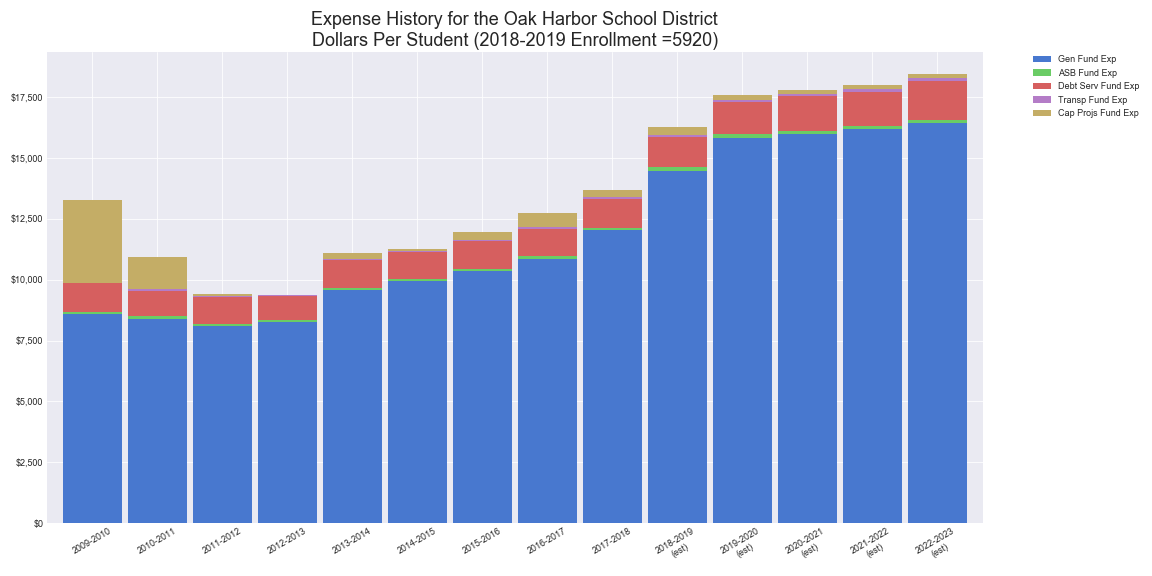 Expense History for the Oak Harbor School District
Dollars Per Student (2018-2019 Enrollment =5920)
Gen Fund Exp
ASB Fund Exp
Debt Serv Fund Exp
Transp Fund Exp
Cap Projs Fund Exp
$17,500
$15,000
$12,500
$10,000
$7,500
$5,000
$2,500
$0
2009-2010
2010-2011
2011-2012
2012-2013
2013-2014
2014-2015
2015-2016
2016-2017
2017-2018
2018-2019
(est)
2019-2020
(est)
2020-2021
(est)
2021-2022
(est)
2022-2023
(est)